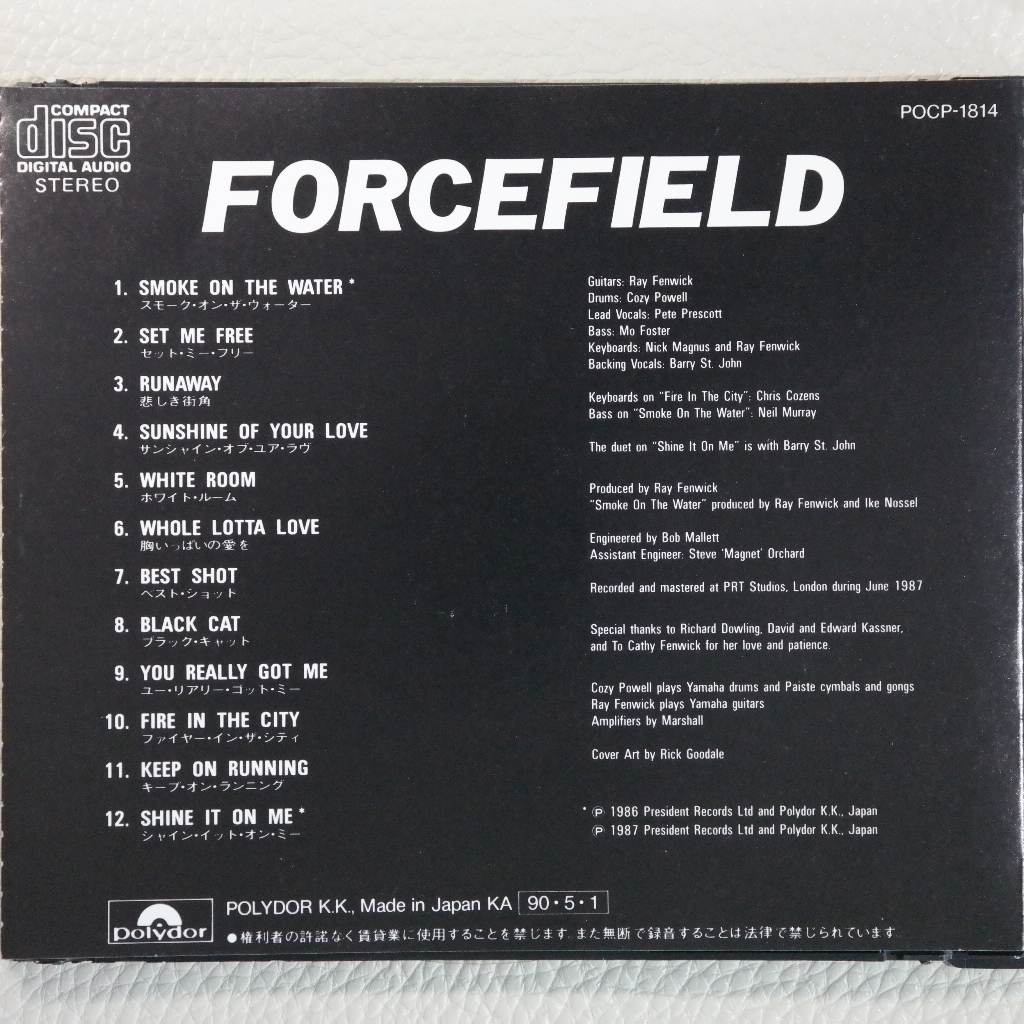 COMPACT
disc
DIGITAL AUDIO
STEREO
POCP-1814
FORCEFIELD
1. SMOKE ON THE WATER *
スモーク・オン・ザ・ウォーター
2. SET ME FREE
セット・ミー・フリー
3. RUNAWAY
悲しき街角
4. SUNSHINE OF YOUR LOVE
サンシャイン・オブ・ユア・ラヴ
5. WHITE ROOM
ホワイト・ルーム
6. WHOLE LOTTA LOVE
胸いっぱいの愛を
7. BEST SHOT
ベスト・ショット
8. BLACK CAT
ブラック・キャット
9. YOU REALLY GOT ME
ユー・リアリー・ゴット・ミー
10. FIRE IN THE CITY
ファイヤー・イン・ザ・シティ
11. KEEP ON RUNNING
キープ・オン・ランニング
12. SHINE IT ON ME *
シャイン・イット・オン・ミー
Guitars: Ray Fenwick
Drums: Cozy Powell
Lead Vocals: Pete Prescott
Bass: Mo Foster
Keyboards: Nick Magnus and Ray Fenwick
Backing Vocals: Barry St. John
Keyboards on "Fire In The City": Chris Cozens
Bass on "Smoke On The Water": Neil Murray
The duet on "Shine It On Me" is with Barry St. John
Produced by Ray Fenwick
"Smoke On The Water" produced by Ray Fenwick and Ike Nossel
Engineered by Bob Mallett
Assistant Engineer: Steve 'Magnet' Orchard
Recorded and mastered at PRT Studios, London during June 1987
Special thanks to Richard Dowling, David and Edward Kassner,
and To Cathy Fenwick for her love and patience.
Cozy Powell plays Yamaha drums and Paiste cymbals and gongs
Ray Fenwick plays Yamaha guitars
Amplifiers by Marshall
Cover Art by Rick Goodale
* ℗ 1986 President Records Ltd and Polydor K.K., Japan
℗ 1987 President Records Ltd and Polydor K.K., Japan
polydor
POLYDOR K.K., Made in Japan KA 90・5・1
●権利者の許諾なく賃貸業に使用することを禁じます。また無断で録音することは法律で禁じられています。